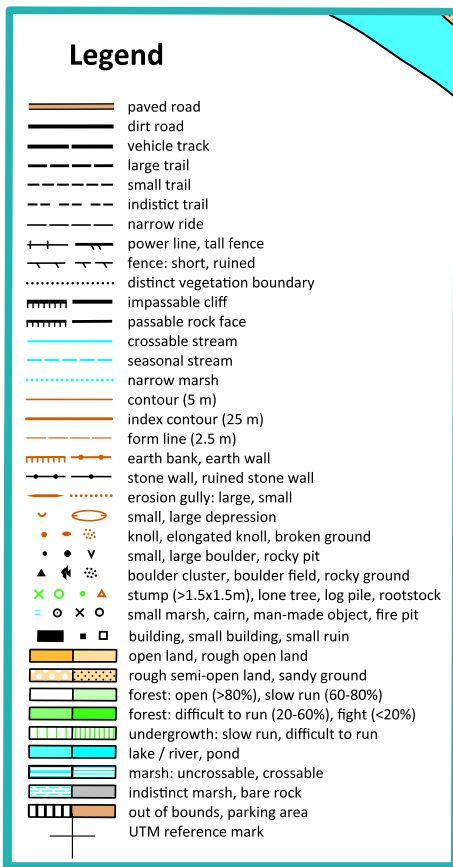 Legend
paved road
dirt road
vehicle track
large trail
small trail
indistict trail
narrow ride
power line, tall fence
fence: short, ruined
distinct vegetation boundary
impassable cliff
passable rock face
crossable stream
seasonal stream
narrow marsh
contour (5 m)
index contour (25 m)
form line (2.5 m)
earth bank, earth wall
stone wall, ruined stone wall
erosion gully: large, small
small, large depression
knoll, elongated knoll, broken ground
small, large boulder, rocky pit
boulder cluster, boulder field, rocky ground
stump (>1.5x1.5m), lone tree, log pile, rootstock
small marsh, cairn, man-made object, fire pit
building, small building, small ruin
open land, rough open land
rough semi-open land, sandy ground
forest: open (>80%), slow run (60-80%)
forest: difficult to run (20-60%), fight (<20%)
undergrowth: slow run, difficult to run
lake / river, pond
marsh: uncrossable, crossable
indistinct marsh, bare rock
out of bounds, parking area
UTM reference mark